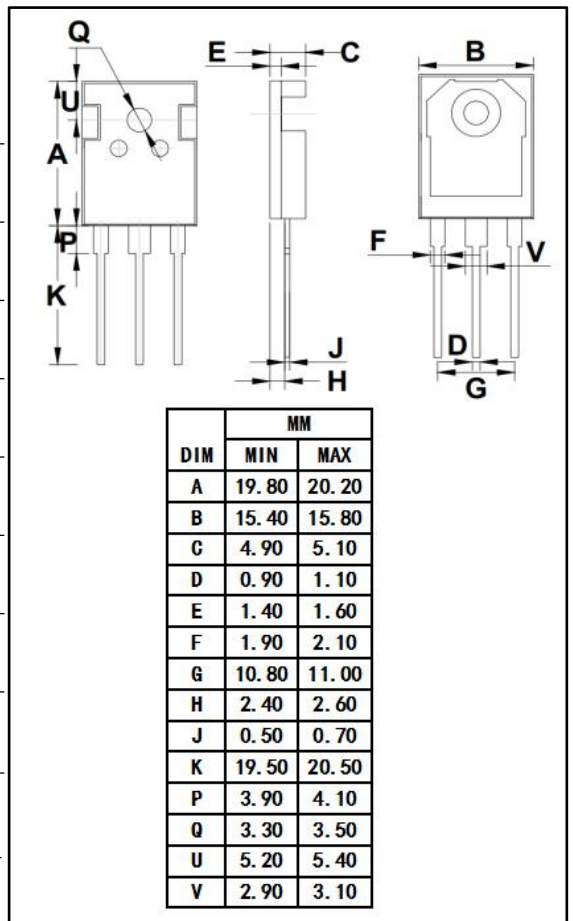 Q
E C B
U
A
P
F V
K
J D
H G
MM
DIM MIN MAX
A 19.80 20.20
B 15.40 15.80
C 4.90 5.10
D 0.90 1.10
E 1.40 1.60
F 1.90 2.10
G 10.80 11.00
H 2.40 2.60
J 0.50 0.70
K 19.50 20.50
P 3.90 4.10
Q 3.30 3.50
U 5.20 5.40
V 2.90 3.10